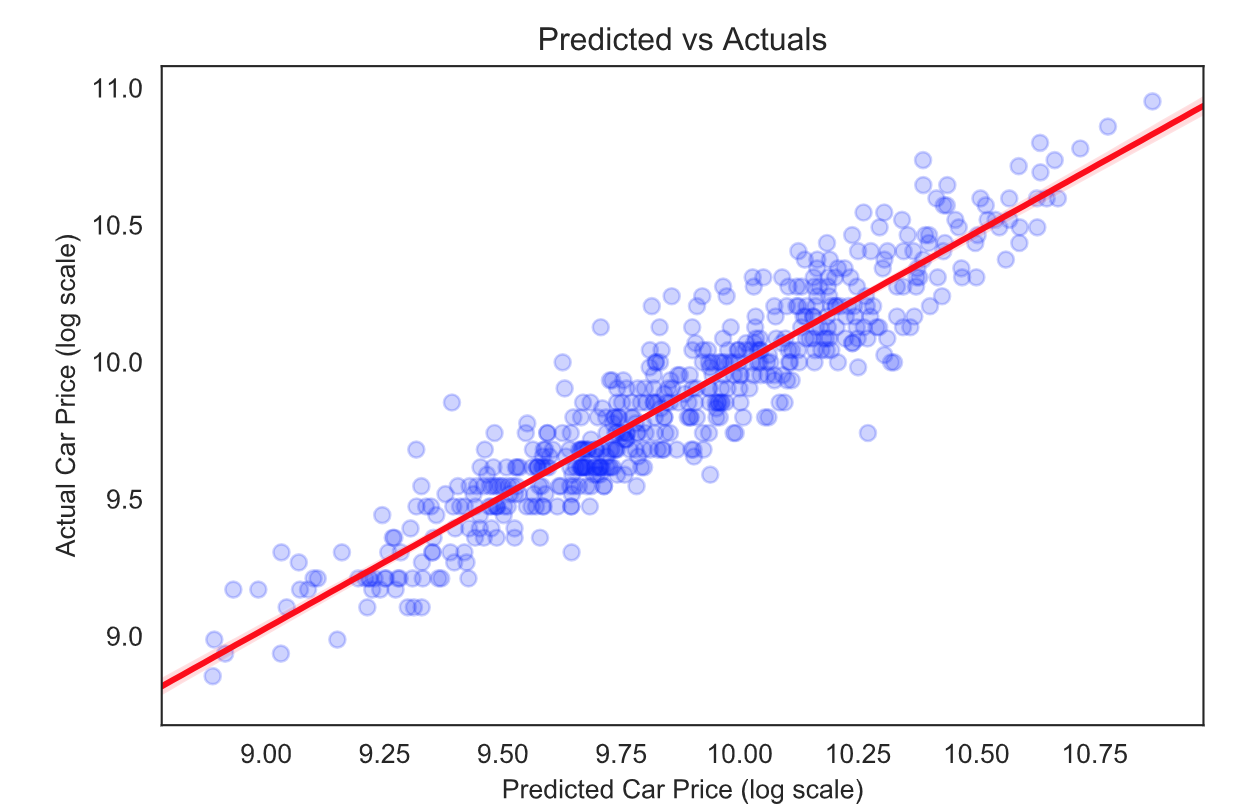 Predicted vs Actuals
11.0
10.5
10.0
9.5
9.0
Actual Car Price (log scale)
9.00 9.25 9.50 9.75 10.00 10.25 10.50 10.75
Predicted Car Price (log scale)